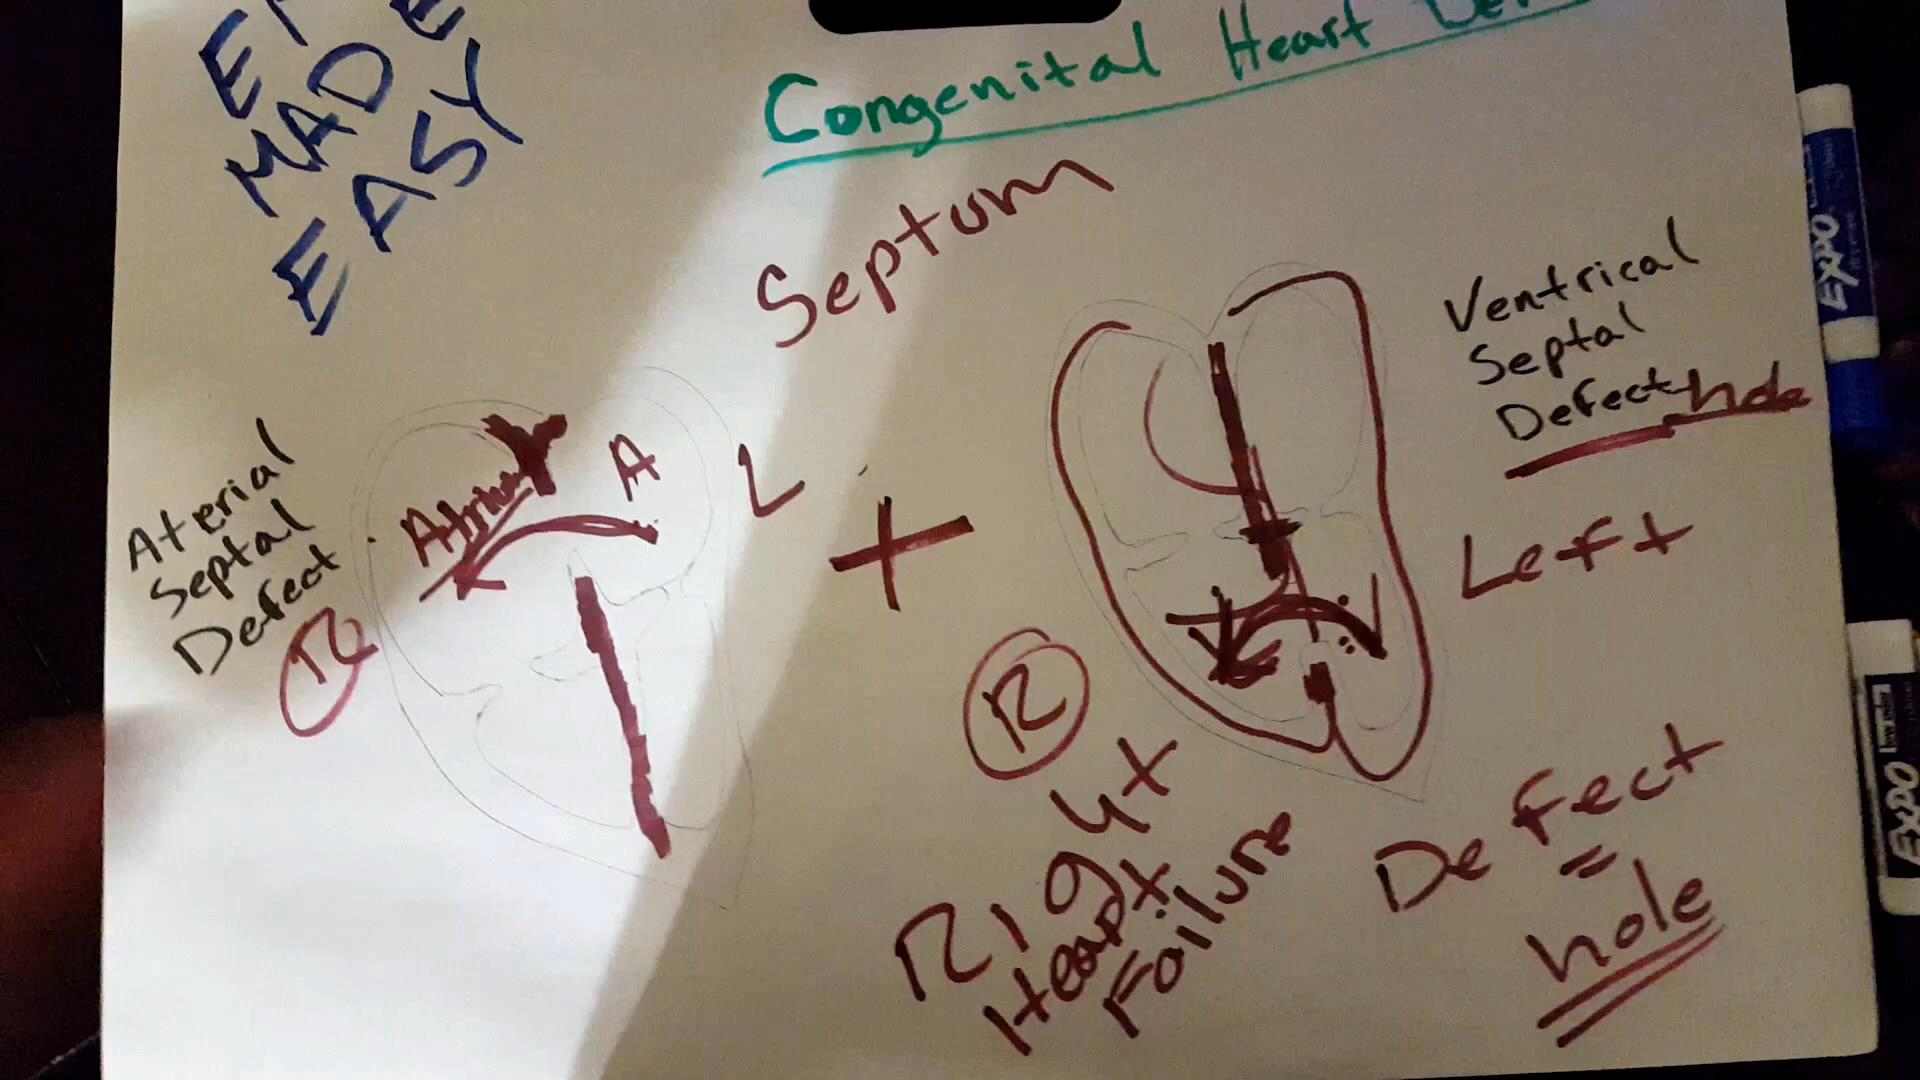 MADE
EASY
Congenital Heart
Septum
Ventrical
Septal
Defect-hole
Aterial
Septal
Defect
R
Atrium
A
L
+
Left
V
V
R
Right
Heart
Failure
Defect
=
hole
EXPO
EXPO